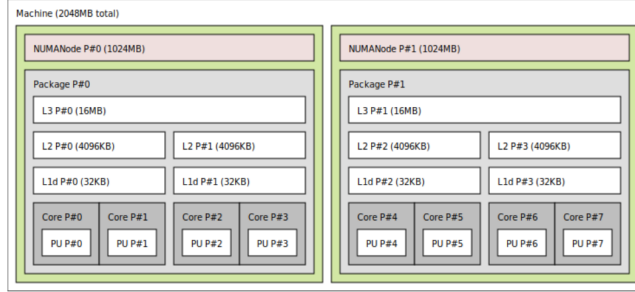 Machine (2048MB total)
NUMANode P#0 (1024MB)
Package P#0
L3 P#0 (16MB)
L2 P#0 (4096KB) L2 P#1 (4096KB)
L1d P#0 (32KB) L1d P#1 (32KB)
Core P#0 Core P#1 Core P#2 Core P#3
PU P#0 PU P#1 PU P#2 PU P#3
NUMANode P#1 (1024MB)
Package P#1
L3 P#1 (16MB)
L2 P#2 (4096KB) L2 P#3 (4096KB)
L1d P#2 (32KB) L1d P#3 (32KB)
Core P#4 Core P#5 Core P#6 Core P#7
PU P#4 PU P#5 PU P#6 PU P#7